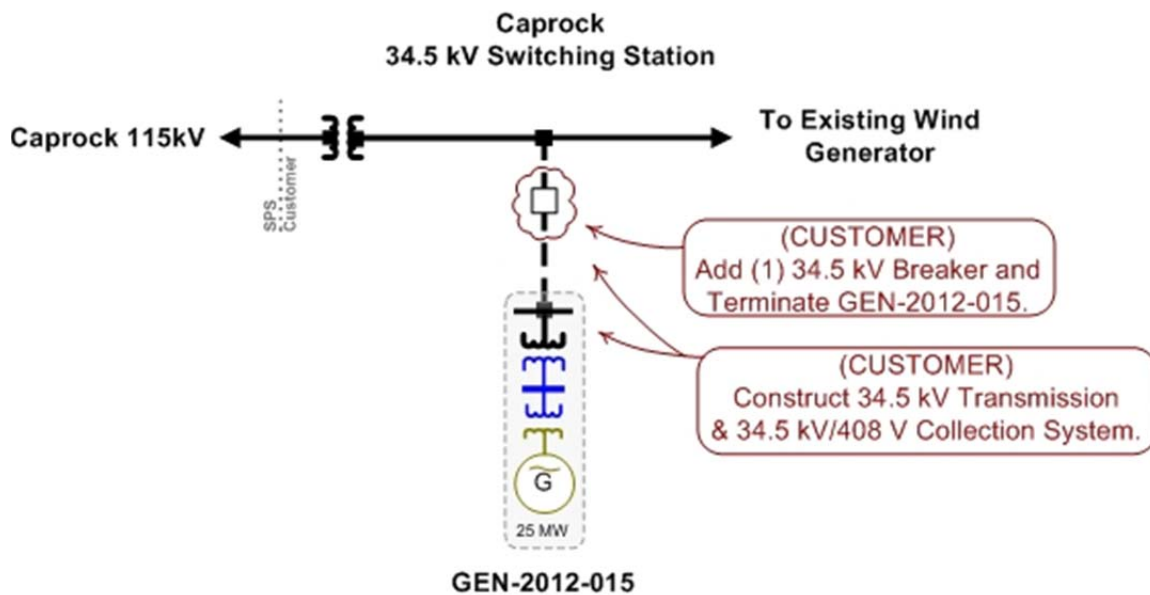 Caprock
34.5 kV Switching Station
Caprock 115kV
To Existing Wind
Generator
SPS
Customer
(CUSTOMER)
Add (1) 34.5 kV Breaker and
Terminate GEN-2012-015.
(CUSTOMER)
Construct 34.5 kV Transmission
& 34.5 kV/408 V Collection System.
G
25 MW
GEN-2012-015